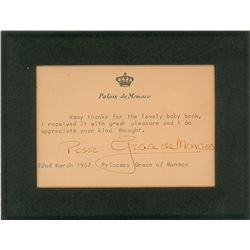 Palais de Monaco
Many thanks for the lovely baby book,
I received it with great pleasure and I do
appreciate your kind thought.
Grace de Monaco
22nd March 1957 Princess Grace of Monaco